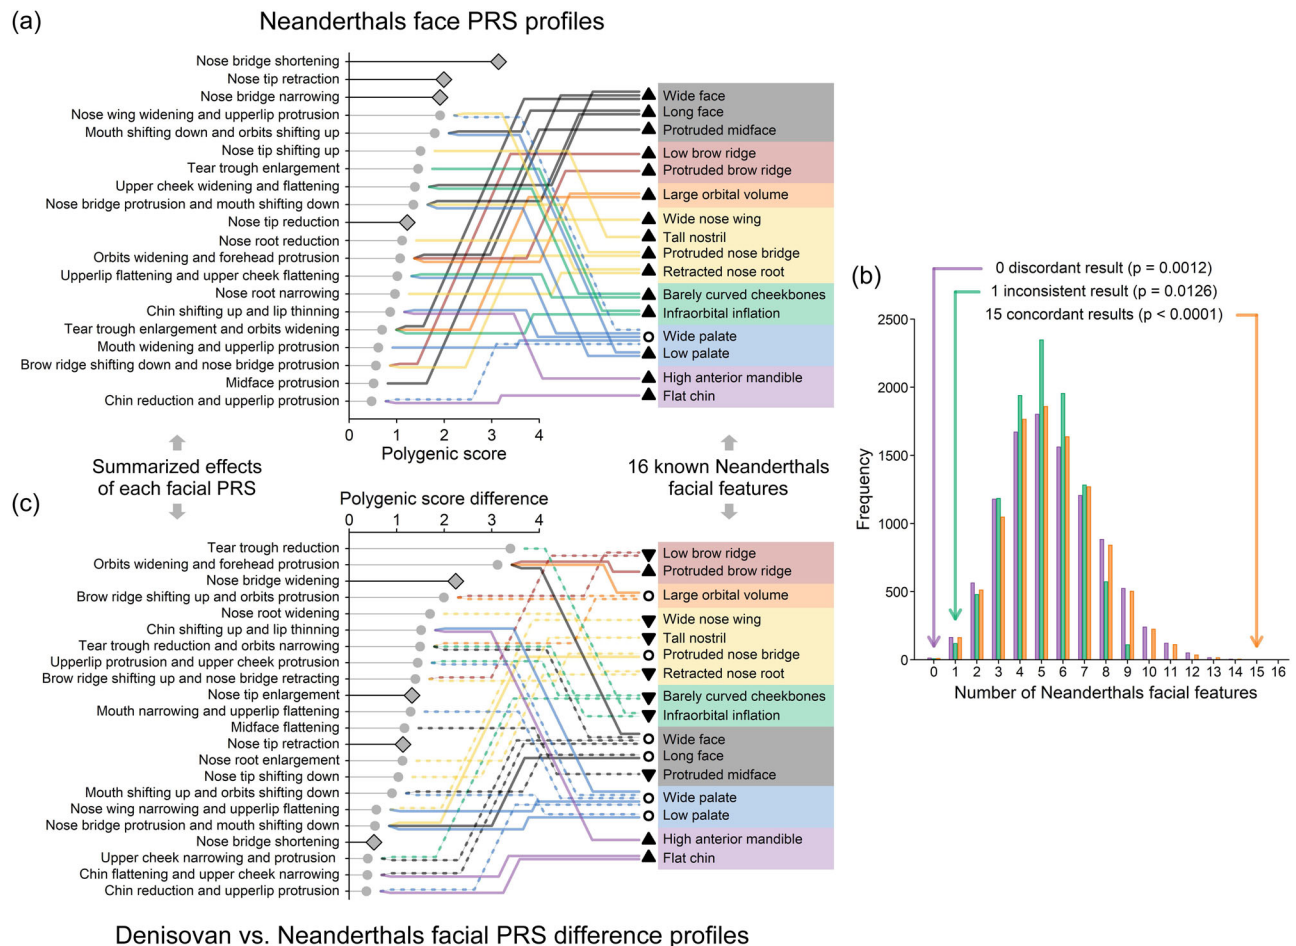 (a)
Neanderthals face PRS profiles
Nose bridge shortening
Nose tip retraction
Nose bridge narrowing
Nose wing widening and upperlip protrusion
Mouth shifting down and orbits shifting up
Nose tip shifting up
Tear trough enlargement
Upper cheek widening and flattening
Nose bridge protrusion and mouth shifting down
Nose tip reduction
Nose root reduction
Orbits widening and forehead protrusion
Upperlip flattening and upper cheek flattening
Nose root narrowing
Chin shifting up and lip thinning
Tear trough enlargement and orbits widening
Mouth widening and upperlip protrusion
Brow ridge shifting down and nose bridge protrusion
Midface protrusion
Chin reduction and upperlip protrusion
0 1 2 3 4
Polygenic score
Wide face
Long face
Protruded midface
Low brow ridge
Protruded brow ridge
Large orbital volume
Wide nose wing
Tall nostril
Protruded nose bridge
Retracted nose root
Barely curved cheekbones
Infraorbital inflation
Wide palate
Low palate
High anterior mandible
Flat chin
Summarized effects
of each facial PRS
16 known Neanderthals
facial features
(b)
0 discordant result (p = 0.0012)
1 inconsistent result (p = 0.0126)
15 concordant results (p < 0.0001)
2500
2000
1500
1000
500
0
Frequency
0 1 2 3 4 5 6 7 8 9 10 11 12 13 14 15 16
Number of Neanderthals facial features
(c)
Polygenic score difference
0 1 2 3 4
Tear trough reduction
Orbits widening and forehead protrusion
Nose bridge widening
Brow ridge shifting up and orbits protrusion
Nose root widening
Chin shifting up and lip thinning
Tear trough reduction and orbits narrowing
Upperlip protrusion and upper cheek protrusion
Brow ridge shifting up and nose bridge retracting
Nose tip enlargement
Mouth narrowing and upperlip flattening
Midface flattening
Nose tip retraction
Nose root enlargement
Nose tip shifting down
Mouth shifting up and orbits shifting down
Nose wing narrowing and upperlip flattening
Nose bridge protrusion and mouth shifting down
Nose bridge shortening
Upper cheek narrowing and protrusion
Chin flattening and upper cheek narrowing
Chin reduction and upperlip protrusion
Low brow ridge
Protruded brow ridge
Large orbital volume
Wide nose wing
Tall nostril
Protruded nose bridge
Retracted nose root
Barely curved cheekbones
Infraorbital inflation
Wide face
Long face
Protruded midface
Wide palate
Low palate
High anterior mandible
Flat chin
Denisovan vs. Neanderthals facial PRS difference profiles